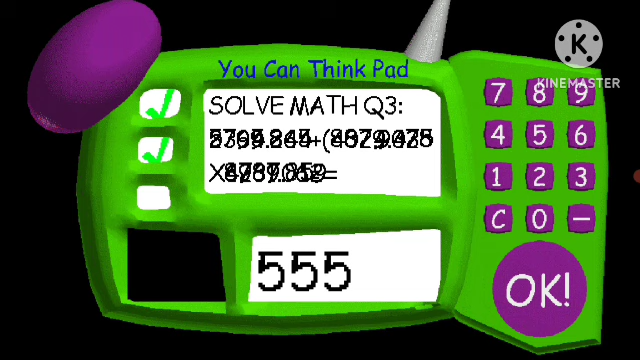 You Can Think Pad
KINEMASTER
SOLVE MATH Q3:
555
7 8 9
4 5 6
1 2 3
C 0 -
OK!